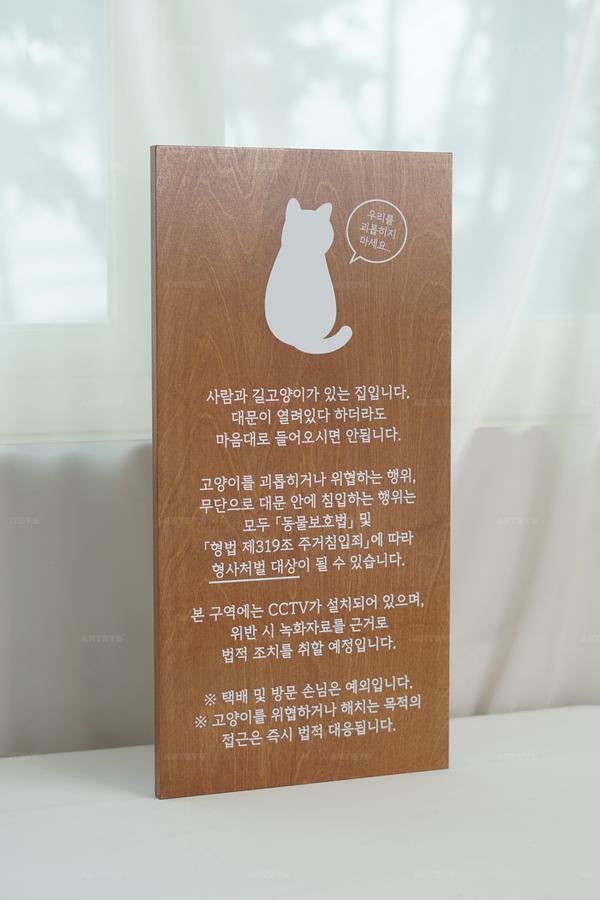 우리를
괴롭히지
마세요...
사람과 길고양이가 있는 집입니다.
대문이 열려있다 하더라도
마음대로 들어오시면 안됩니다.
고양이를 괴롭히거나 위협하는 행위,
무단으로 대문 안에 침입하는 행위는
모두 「동물보호법」 및
「형법 제319조 주거침입죄」에 따라
형사처벌 대상이 될 수 있습니다.
본 구역에는 CCTV가 설치되어 있으며,
위반 시 녹화자료를 근거로
법적 조치를 취할 예정입니다.
※ 택배 및 방문 손님은 예외입니다.
※ 고양이를 위협하거나 해치는 목적의
접근은 즉시 법적 대응됩니다.